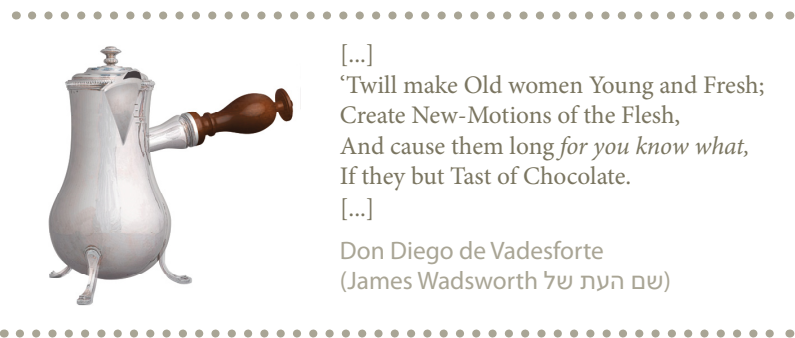 [...]
‘Twill make Old women Young and Fresh;
Create New-Motions of the Flesh,
And cause them long for you know what,
If they but Tast of Chocolate.
[...]
Don Diego de Vadesforte
(James Wadsworth שם העת של)